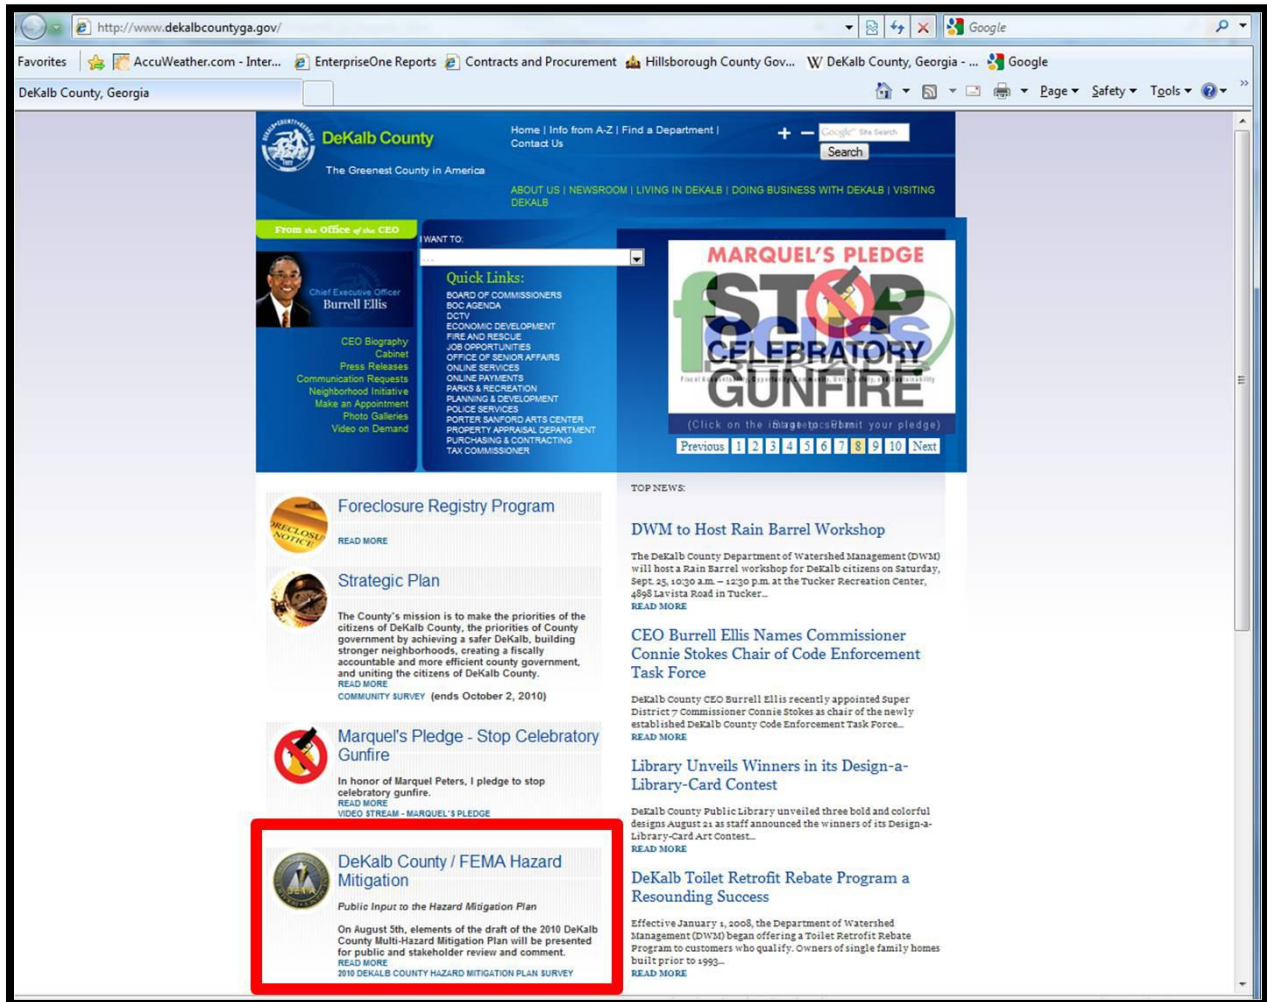 http://www.dekalbcountyga.gov/
Google
Favorites
AccuWeather.com - Inter...
EnterpriseOne Reports
Contracts and Procurement
Hillsborough County Gov...
DeKalb County, Georgia - ...
Google
DeKalb County, Georgia
Page
Safety
Tools
DeKalb County
The Greenest County in America
Home | Info from A-Z | Find a Department |
Contact Us
Google™ Site Search
Search
ABOUT US | NEWSROOM | LIVING IN DEKALB | DOING BUSINESS WITH DEKALB | VISITING
DEKALB
From the Office of the CEO
Chief Executive Officer
Burrell Ellis
CEO Biography
Cabinet
Press Releases
Communication Requests
Neighborhood Initiative
Make an Appointment
Photo Galleries
Video on Demand
I WANT TO:
...
Quick Links:
BOARD OF COMMISSIONERS
BOC AGENDA
DCTV
ECONOMIC DEVELOPMENT
FIRE AND RESCUE
JOB OPPORTUNITIES
OFFICE OF SENIOR AFFAIRS
ONLINE SERVICES
ONLINE PAYMENTS
PARKS & RECREATION
PLANNING & DEVELOPMENT
POLICE SERVICES
PORTER SANFORD ARTS CENTER
PROPERTY APPRAISAL DEPARTMENT
PURCHASING & CONTRACTING
TAX COMMISSIONER
MARQUEL'S PLEDGE
STOP
CELEBRATORY
GUNFIRE
(Click on the image to submit your pledge)
Previous 1 2 3 4 5 6 7 8 9 10 Next
FORECLOSU
NOTICE
Foreclosure Registry Program
READ MORE
Strategic Plan
The County's mission is to make the priorities of the
citizens of DeKalb County, the priorities of County
government by achieving a safer DeKalb, building
stronger neighborhoods, creating a fiscally
accountable and more efficient county government,
and uniting the citizens of DeKalb County.
READ MORE
COMMUNITY SURVEY (ends October 2, 2010)
Marquel's Pledge - Stop Celebratory
Gunfire
In honor of Marquel Peters, I pledge to stop
celebratory gunfire.
READ MORE
VIDEO STREAM - MARQUEL'S PLEDGE
DeKalb County / FEMA Hazard
Mitigation
Public Input to the Hazard Mitigation Plan
On August 5th, elements of the draft of the 2010 DeKalb
County Multi-Hazard Mitigation Plan will be presented
for public and stakeholder review and comment.
READ MORE
2010 DEKALB COUNTY HAZARD MITIGATION PLAN SURVEY
TOP NEWS:
DWM to Host Rain Barrel Workshop
The DeKalb County Department of Watershed Management (DWM)
will host a Rain Barrel workshop for DeKalb citizens on Saturday,
Sept. 25, 10:30 a.m. – 12:30 p.m. at the Tucker Recreation Center,
4898 Lavista Road in Tucker...
READ MORE
CEO Burrell Ellis Names Commissioner
Connie Stokes Chair of Code Enforcement
Task Force
DeKalb County CEO Burrell Ellis recently appointed Super
District 7 Commissioner Connie Stokes as chair of the newly
established DeKalb County Code Enforcement Task Force...
READ MORE
Library Unveils Winners in its Design-a-
Library-Card Contest
DeKalb County Public Library unveiled three bold and colorful
designs August 21 as staff announced the winners of its Design-a-
Library-Card Art Contest...
READ MORE
DeKalb Toilet Retrofit Rebate Program a
Resounding Success
Effective January 1, 2008, the Department of Watershed
Management (DWM) began offering a Toilet Retrofit Rebate
Program to customers who qualify. Owners of single family homes
built prior to 1993...
READ MORE